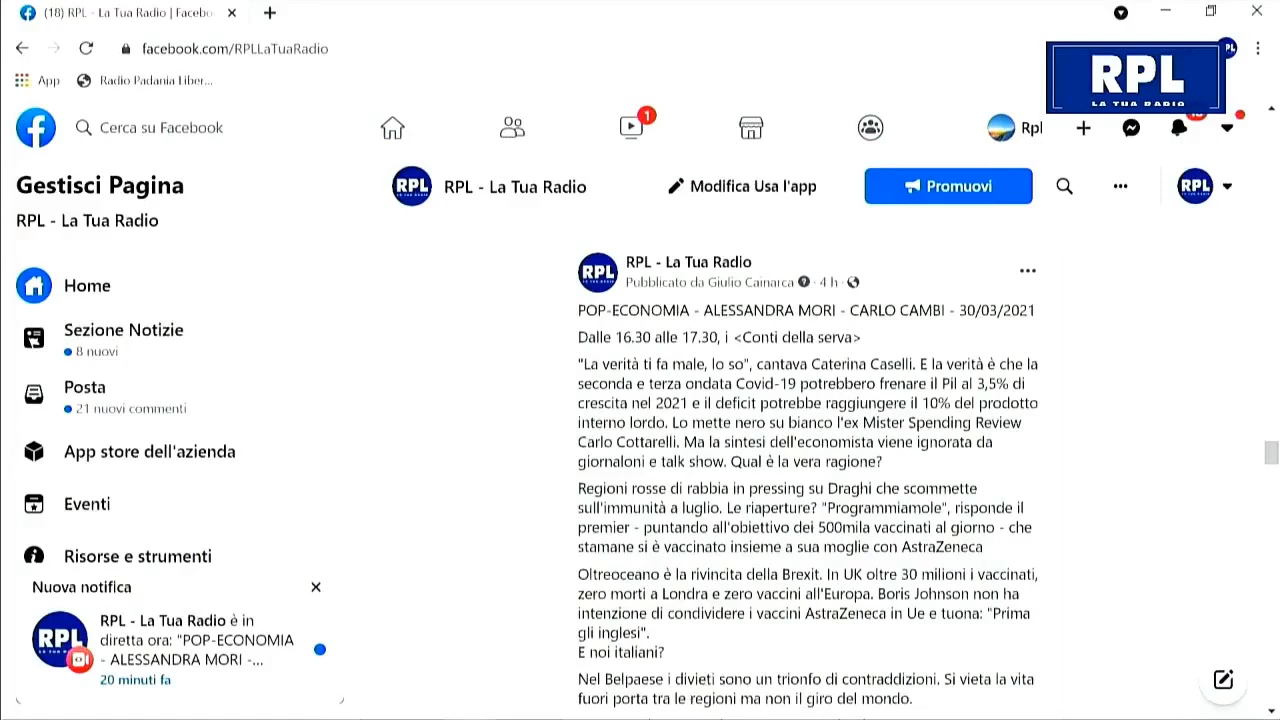 (18) RPL - La Tua Radio | Facebo
facebook.com/RPLLaTuaRadio
App
Radio Padania Liber...
RPL
LA TUA RADIO
Cerca su Facebook
1
Rpl
Gestisci Pagina
RPL - La Tua Radio
RPL
RPL - La Tua Radio
Modifica Usa l'app
Promuovi
RPL
Home
Sezione Notizie
8 nuovi
Posta
21 nuovi commenti
App store dell'azienda
Eventi
Risorse e strumenti
Nuova notifica
RPL
RPL - La Tua Radio è in
diretta ora: "POP-ECONOMIA
- ALESSANDRA MORI -...
20 minuti fa
RPL
RPL - La Tua Radio
Pubblicato da Giulio Cainarca · 4 h ·
POP-ECONOMIA - ALESSANDRA MORI - CARLO CAMBI - 30/03/2021
Dalle 16.30 alle 17.30, i <Conti della serva>
"La verità ti fa male, lo so", cantava Caterina Caselli. E la verità è che la
seconda e terza ondata Covid-19 potrebbero frenare il Pil al 3,5% di
crescita nel 2021 e il deficit potrebbe raggiungere il 10% del prodotto
interno lordo. Lo mette nero su bianco l'ex Mister Spending Review
Carlo Cottarelli. Ma la sintesi dell'economista viene ignorata da
giornaloni e talk show. Qual è la vera ragione?
Regioni rosse di rabbia in pressing su Draghi che scommette
sull'immunità a luglio. Le riaperture? "Programmiamole", risponde il
premier - puntando all'obiettivo dei 500mila vaccinati al giorno - che
stamane si è vaccinato insieme a sua moglie con AstraZeneca
Oltreoceano è la rivincita della Brexit. In UK oltre 30 milioni i vaccinati,
zero morti a Londra e zero vaccini all'Europa. Boris Johnson non ha
intenzione di condividere i vaccini AstraZeneca in Ue e tuona: "Prima
gli inglesi".
E noi italiani?
Nel Belpaese i divieti sono un trionfo di contraddizioni. Si vieta la vita
fuori porta tra le regioni ma non il giro del mondo.